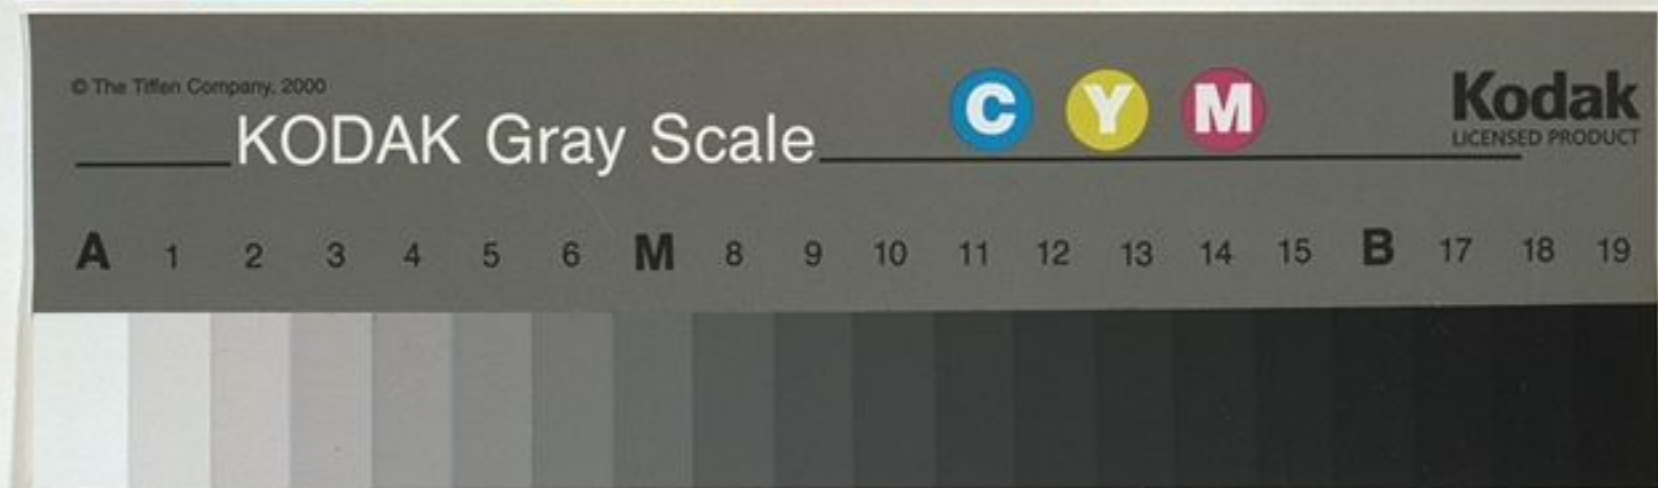 © The Tiffen Company, 2000
KODAK Gray Scale
C Y M
Kodak
LICENSED PRODUCT
A 1 2 3 4 5 6 M 8 9 10 11 12 13 14 15 B 17 18 19